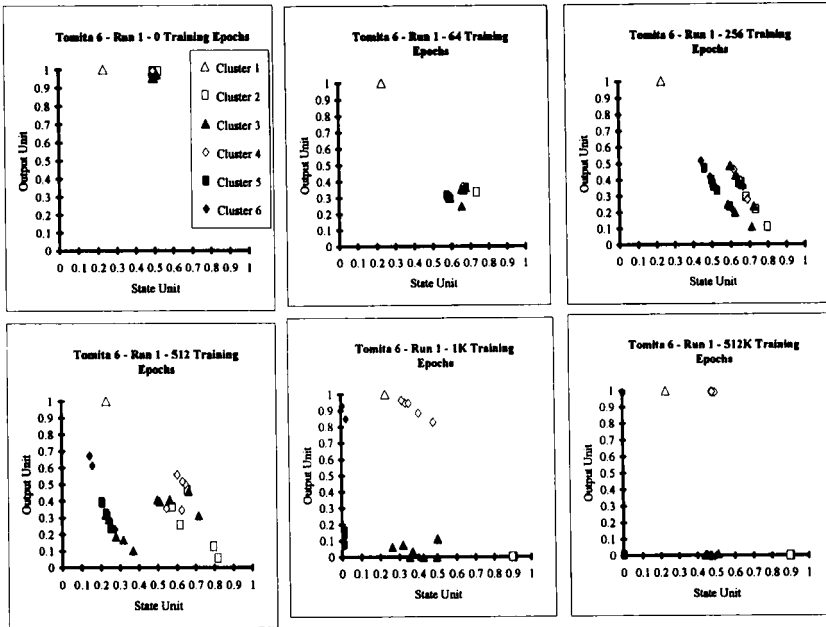 Tomita 6 - Run 1 - 0 Training Epochs
1
0.9
0.8
0.7
0.6
0.5
0.4
0.3
0.2
0.1
0
Output Unit
0 0.1 0.2 0.3 0.4 0.5 0.6 0.7 0.8 0.9 1
State Unit
Cluster 1
Cluster 2
Cluster 3
Cluster 4
Cluster 5
Cluster 6
Tomita 6 - Run 1 - 64 Training
Epochs
1
0.9
0.8
0.7
0.6
0.5
0.4
0.3
0.2
0.1
0
Output Unit
0 0.1 0.2 0.3 0.4 0.5 0.6 0.7 0.8 0.9 1
State Unit
Tomita 6 - Run 1 - 256 Training
Epochs
1
0.9
0.8
0.7
0.6
0.5
0.4
0.3
0.2
0.1
0
Output Unit
0 0.1 0.2 0.3 0.4 0.5 0.6 0.7 0.8 0.9 1
State Unit
Tomita 6 - Run 1 - 512 Training
Epochs
1
0.9
0.8
0.7
0.6
0.5
0.4
0.3
0.2
0.1
0
Output Unit
0 0.1 0.2 0.3 0.4 0.5 0.6 0.7 0.8 0.9 1
State Unit
Tomita 6 - Run 1 - 1K Training
Epochs
1
0.9
0.8
0.7
0.6
0.5
0.4
0.3
0.2
0.1
0
Output Unit
0 0.1 0.2 0.3 0.4 0.5 0.6 0.7 0.8 0.9 1
State Unit
Tomita 6 - Run 1 - 512K Training
Epochs
1
0.9
0.8
0.7
0.6
0.5
0.4
0.3
0.2
0.1
0
Output Unit
0 0.1 0.2 0.3 0.4 0.5 0.6 0.7 0.8 0.9 1
State Unit